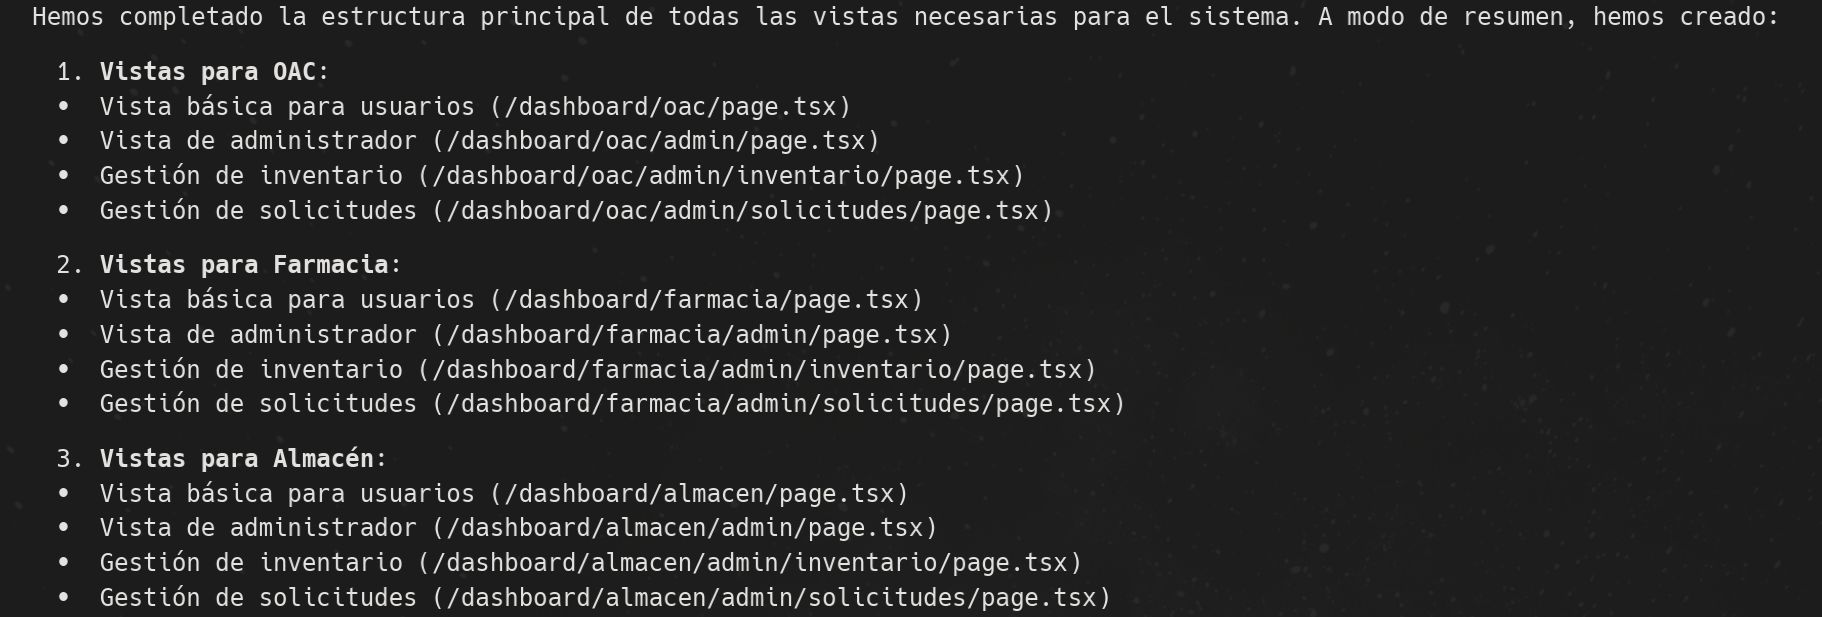 Hemos completado la estructura principal de todas las vistas necesarias para el sistema. A modo de resumen, hemos creado:
1. Vistas para OAC:
• Vista básica para usuarios (/dashboard/oac/page.tsx)
• Vista de administrador (/dashboard/oac/admin/page.tsx)
• Gestión de inventario (/dashboard/oac/admin/inventario/page.tsx)
• Gestión de solicitudes (/dashboard/oac/admin/solicitudes/page.tsx)
2. Vistas para Farmacia:
• Vista básica para usuarios (/dashboard/farmacia/page.tsx)
• Vista de administrador (/dashboard/farmacia/admin/page.tsx)
• Gestión de inventario (/dashboard/farmacia/admin/inventario/page.tsx)
• Gestión de solicitudes (/dashboard/farmacia/admin/solicitudes/page.tsx)
3. Vistas para Almacén:
• Vista básica para usuarios (/dashboard/almacen/page.tsx)
• Vista de administrador (/dashboard/almacen/admin/page.tsx)
• Gestión de inventario (/dashboard/almacen/admin/inventario/page.tsx)
• Gestión de solicitudes (/dashboard/almacen/admin/solicitudes/page.tsx)